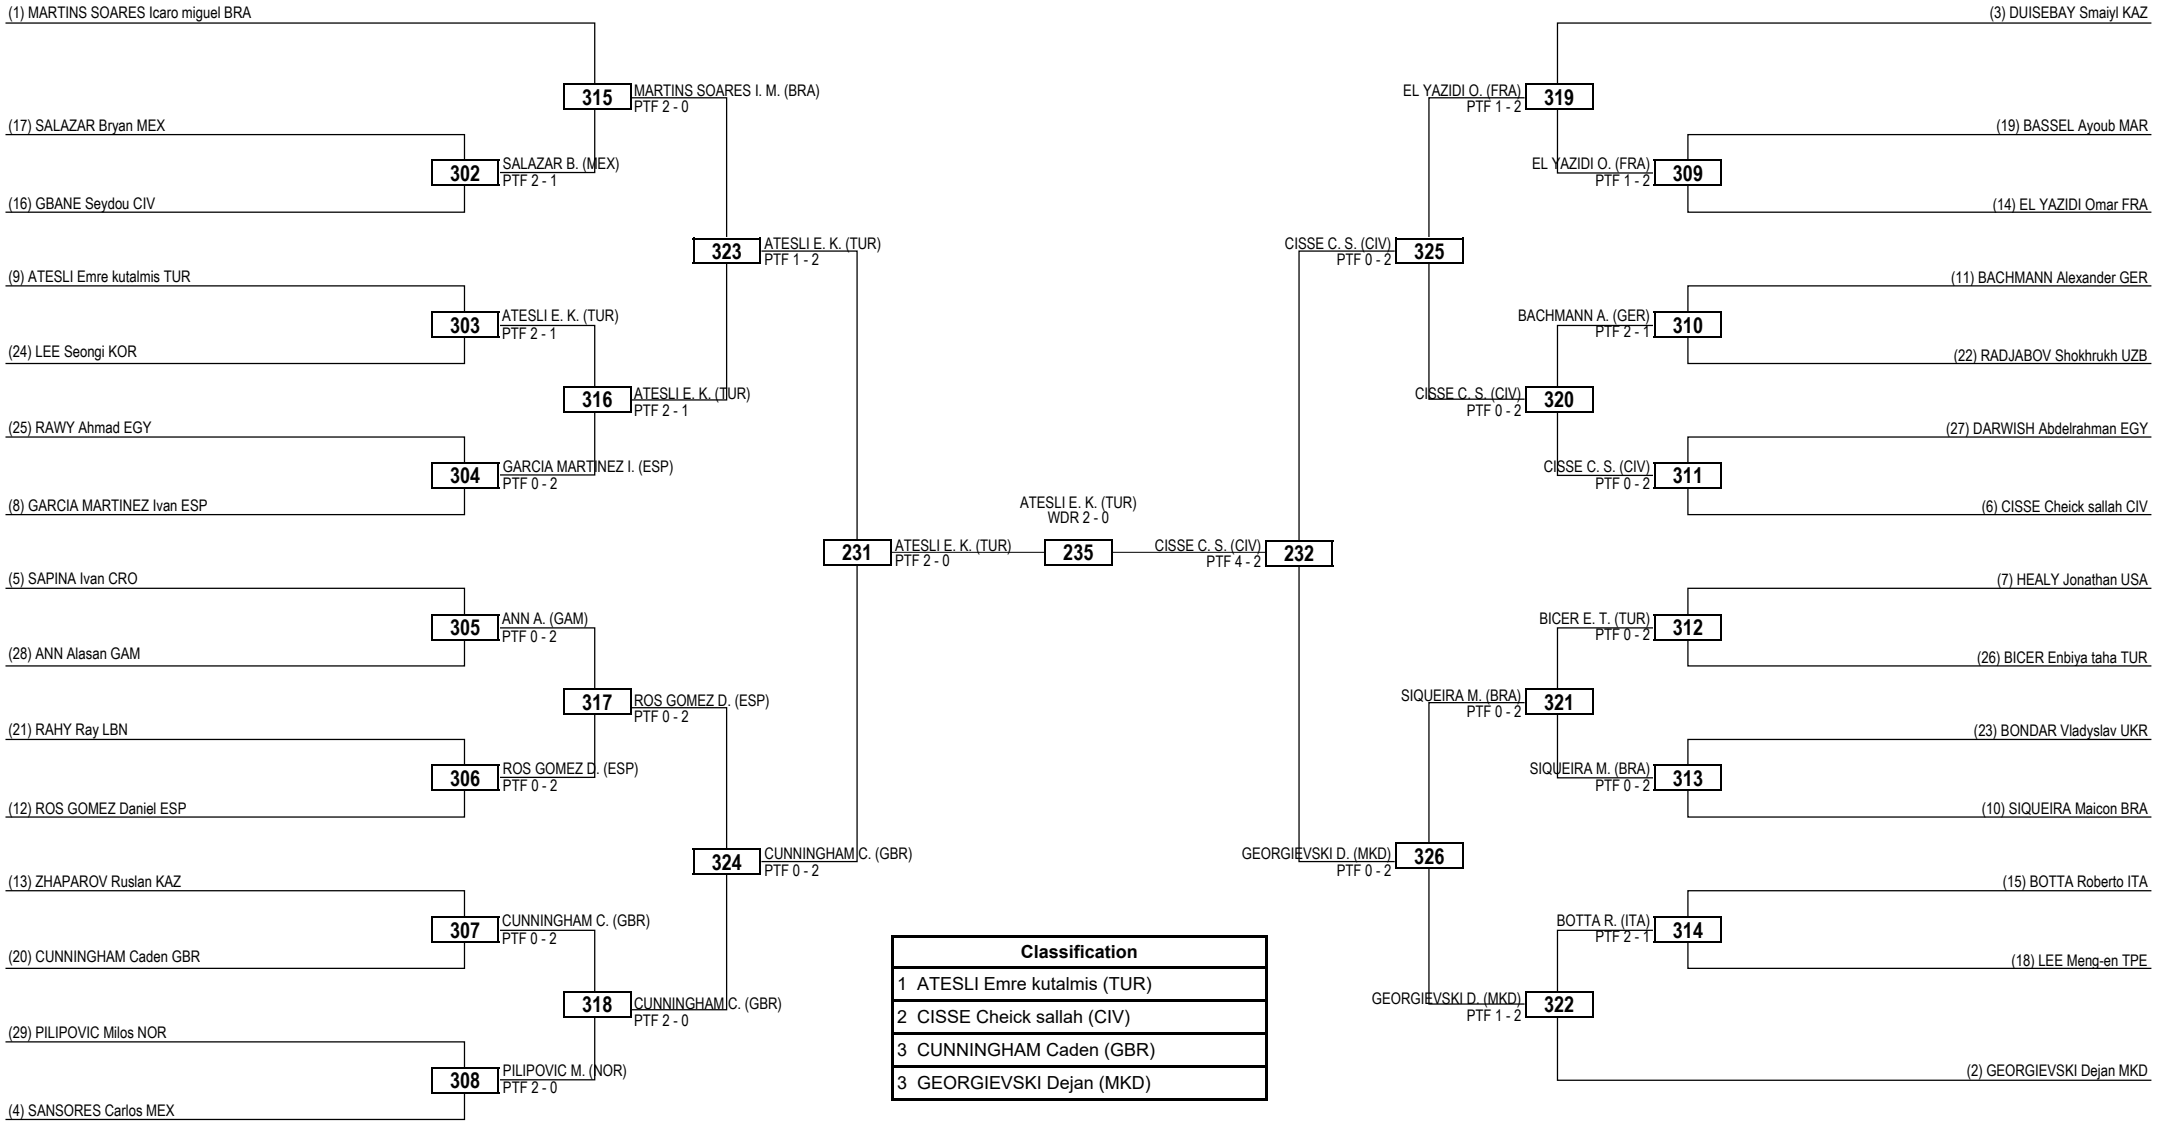 (1) MARTINS SOARES Icaro miguel BRA
315
MARTINS SOARES I. M. (BRA)
PTF 2 - 0
(17) SALAZAR Bryan MEX
302
SALAZAR B. (MEX)
PTF 2 - 1
(16) GBANE Seydou CIV
323
ATESLI E. K. (TUR)
PTF 1 - 2
(9) ATESLI Emre kutalmis TUR
303
ATESLI E. K. (TUR)
PTF 2 - 1
(24) LEE Seongi KOR
316
ATESLI E. K. (TUR)
PTF 2 - 1
(25) RAWY Ahmad EGY
304
GARCIA MARTINEZ I. (ESP)
PTF 0 - 2
(8) GARCIA MARTINEZ Ivan ESP
231
ATESLI E. K. (TUR)
PTF 2 - 0
(5) SAPINA Ivan CRO
305
ANN A. (GAM)
PTF 0 - 2
(28) ANN Alasan GAM
317
ROS GOMEZ D. (ESP)
PTF 0 - 2
(21) RAHY Ray LBN
306
ROS GOMEZ D. (ESP)
PTF 0 - 2
(12) ROS GOMEZ Daniel ESP
324
CUNNINGHAM C. (GBR)
PTF 0 - 2
(13) ZHAPAROV Ruslan KAZ
307
CUNNINGHAM C. (GBR)
PTF 0 - 2
(20) CUNNINGHAM Caden GBR
318
CUNNINGHAM C. (GBR)
PTF 2 - 0
(29) PILIPOVIC Milos NOR
308
PILIPOVIC M. (NOR)
PTF 2 - 0
(4) SANSORES Carlos MEX
ATESLI E. K. (TUR)
WDR 2 - 0
235
(3) DUISEBAY Smaiyl KAZ
EL YAZIDI O. (FRA)
PTF 1 - 2
319
(19) BASSEL Ayoub MAR
EL YAZIDI O. (FRA)
PTF 1 - 2
309
(14) EL YAZIDI Omar FRA
CISSE C. S. (CIV)
PTF 0 - 2
325
(11) BACHMANN Alexander GER
BACHMANN A. (GER)
PTF 2 - 1
310
(22) RADJABOV Shokhrukh UZB
CISSE C. S. (CIV)
PTF 0 - 2
320
(27) DARWISH Abdelrahman EGY
CISSE C. S. (CIV)
PTF 0 - 2
311
(6) CISSE Cheick sallah CIV
CISSE C. S. (CIV)
PTF 4 - 2
232
(7) HEALY Jonathan USA
BICER E. T. (TUR)
PTF 0 - 2
312
(26) BICER Enbiya taha TUR
SIQUEIRA M. (BRA)
PTF 0 - 2
321
(23) BONDAR Vladyslav UKR
SIQUEIRA M. (BRA)
PTF 0 - 2
313
(10) SIQUEIRA Maicon BRA
GEORGIEVSKI D. (MKD)
PTF 0 - 2
326
(15) BOTTA Roberto ITA
BOTTA R. (ITA)
PTF 2 - 1
314
(18) LEE Meng-en TPE
GEORGIEVSKI D. (MKD)
PTF 1 - 2
322
(2) GEORGIEVSKI Dejan MKD
Classification
1 ATESLI Emre kutalmis (TUR)
2 CISSE Cheick sallah (CIV)
3 CUNNINGHAM Caden (GBR)
3 GEORGIEVSKI Dejan (MKD)